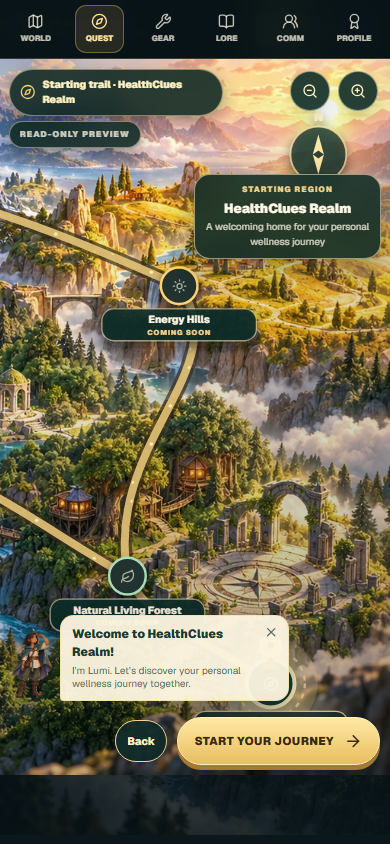 WORLD
QUEST
GEAR
LORE
COMM
PROFILE
Starting trail · HealthClues
Realm
READ-ONLY PREVIEW
STARTING REGION
HealthClues Realm
A welcoming home for your personal
wellness journey
Energy Hills
COMING SOON
Natural Living Forest
Welcome to HealthClues
Realm!
I'm Lumi. Let's discover your personal
wellness journey together.
Back
START YOUR JOURNEY